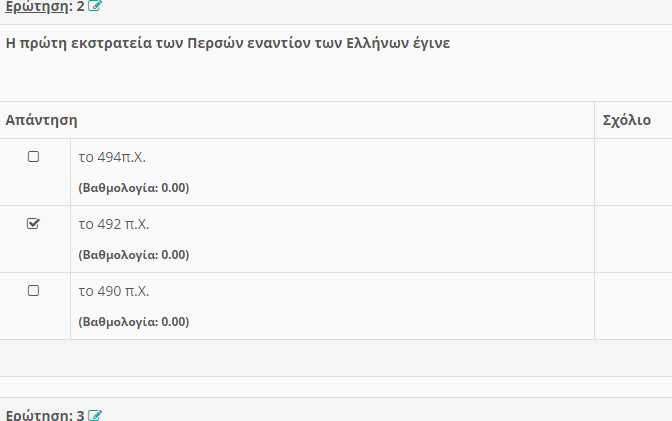 Ερώτηση: 2
Η πρώτη εκστρατεία των Περσών εναντίον των Ελλήνων έγινε
Απάντηση Σχόλιο
το 494π.Χ.
(Βαθμολογία: 0.00)
το 492 π.Χ.
(Βαθμολογία: 0.00)
το 490 π.Χ.
(Βαθμολογία: 0.00)
Ερώτηση: 3